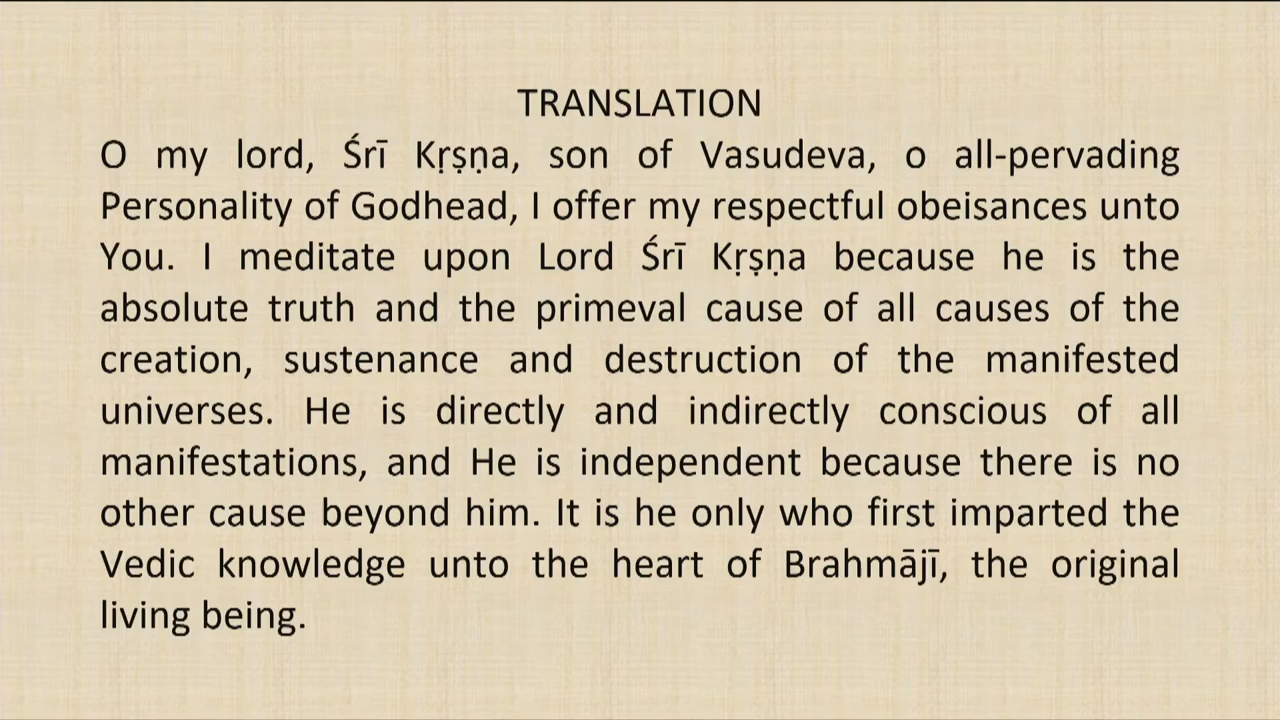 TRANSLATION
O my lord, Śrī Kṛṣṇa, son of Vasudeva, o all-pervading
Personality of Godhead, I offer my respectful obeisances unto
You. I meditate upon Lord Śrī Kṛṣṇa because he is the
absolute truth and the primeval cause of all causes of the
creation, sustenance and destruction of the manifested
universes. He is directly and indirectly conscious of all
manifestations, and He is independent because there is no
other cause beyond him. It is he only who first imparted the
Vedic knowledge unto the heart of Brahmājī, the original
living being.